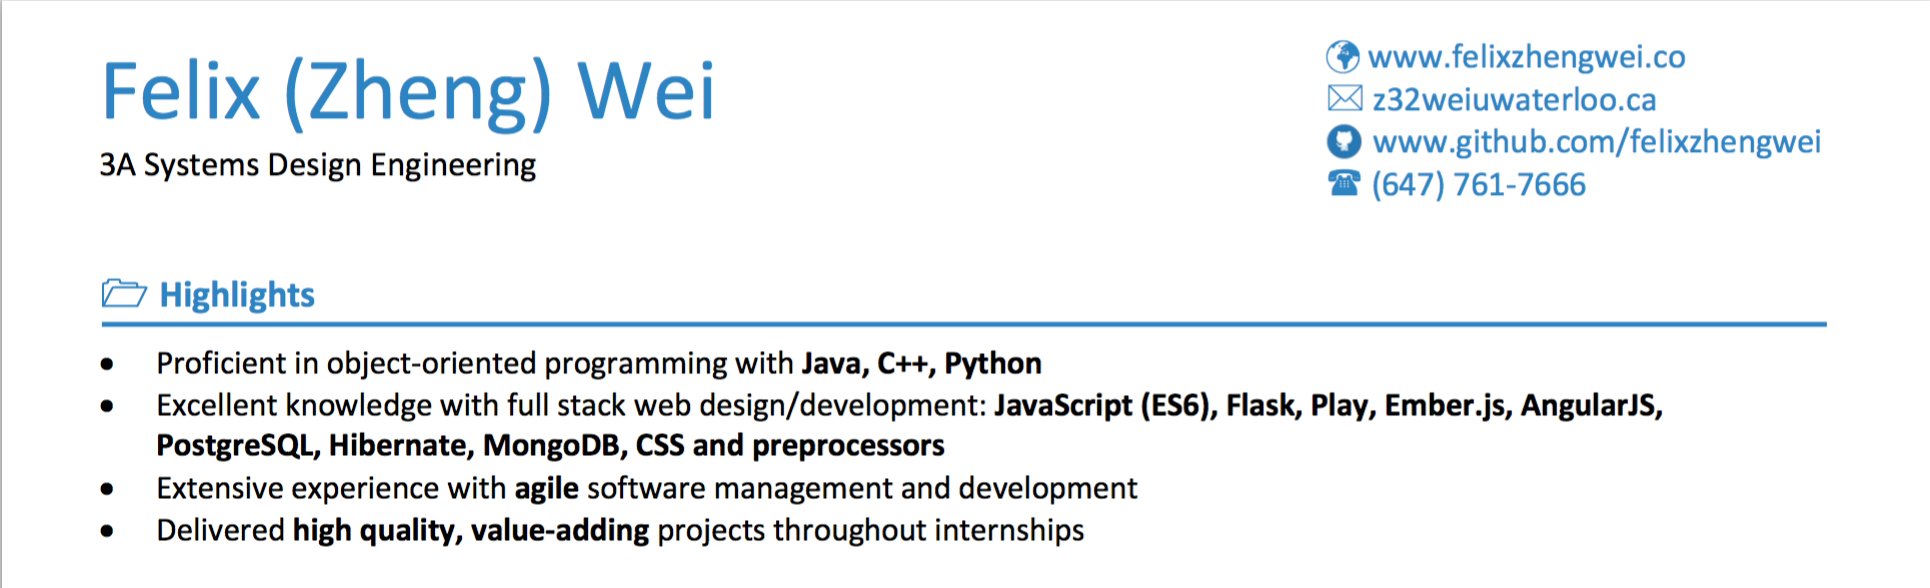 Felix (Zheng) Wei
3A Systems Design Engineering
www.felixzhengwei.co
z32weiuwaterloo.ca
www.github.com/felixzhengwei
(647) 761-7666
Highlights
• Proficient in object-oriented programming with Java, C++, Python
• Excellent knowledge with full stack web design/development: JavaScript (ES6), Flask, Play, Ember.js, AngularJS,
PostgreSQL, Hibernate, MongoDB, CSS and preprocessors
• Extensive experience with agile software management and development
• Delivered high quality, value-adding projects throughout internships